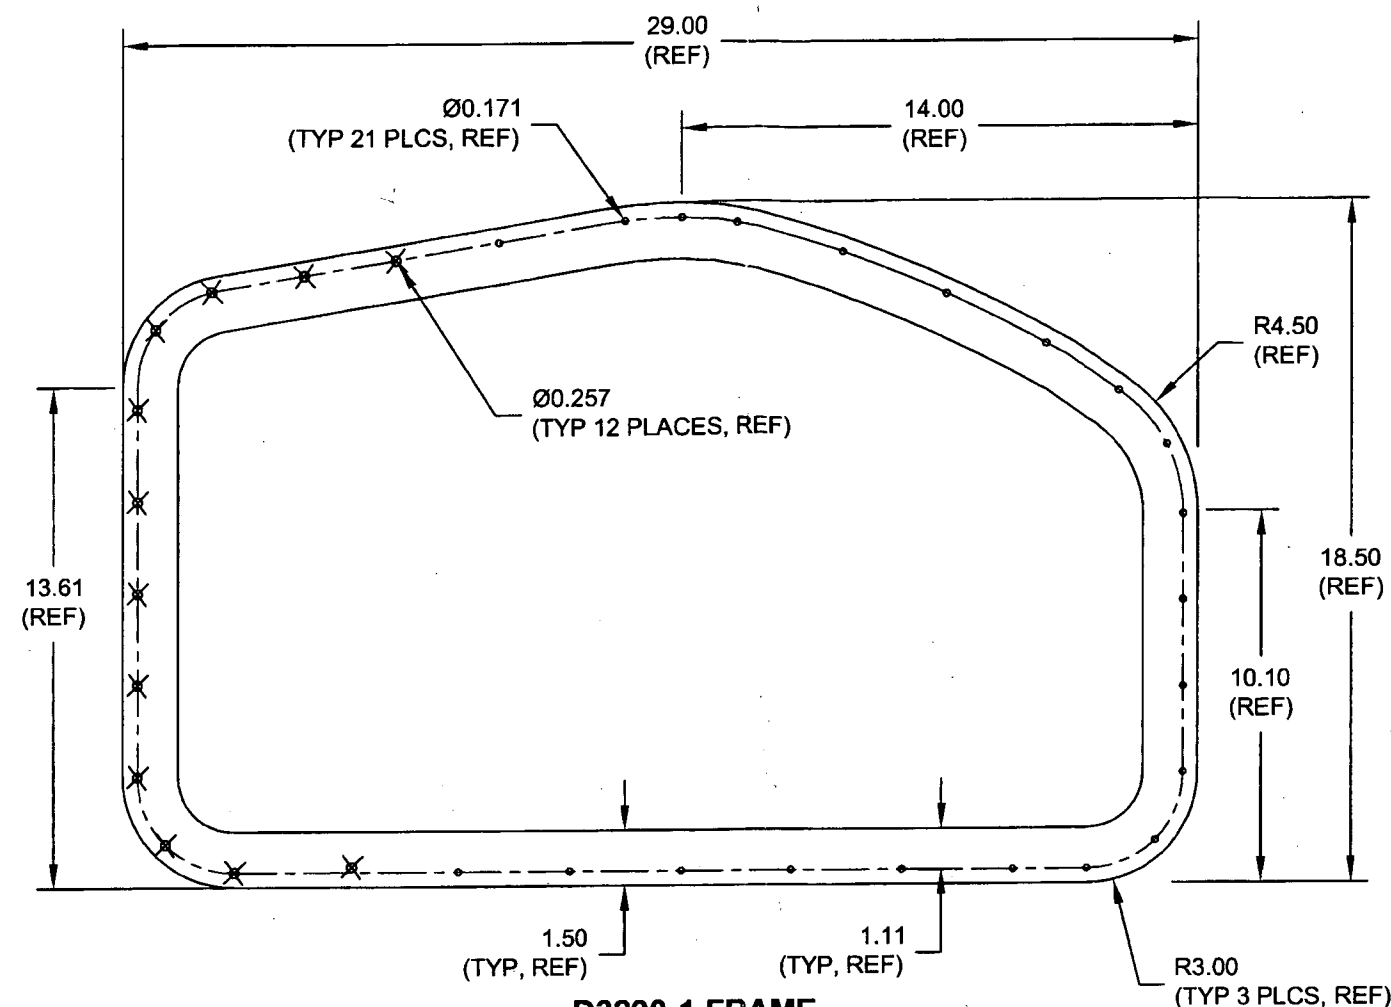 29.00
(REF)
Ø0.171
(TYP 21 PLCS, REF)
14.00
(REF)
R4.50
(REF)
Ø0.257
(TYP 12 PLACES, REF)
13.61
(REF)
18.50
(REF)
10.10
(REF)
1.50
(TYP, REF)
1.11
(TYP, REF)
R3.00
(TYP 3 PLCS, REF)
FRAME